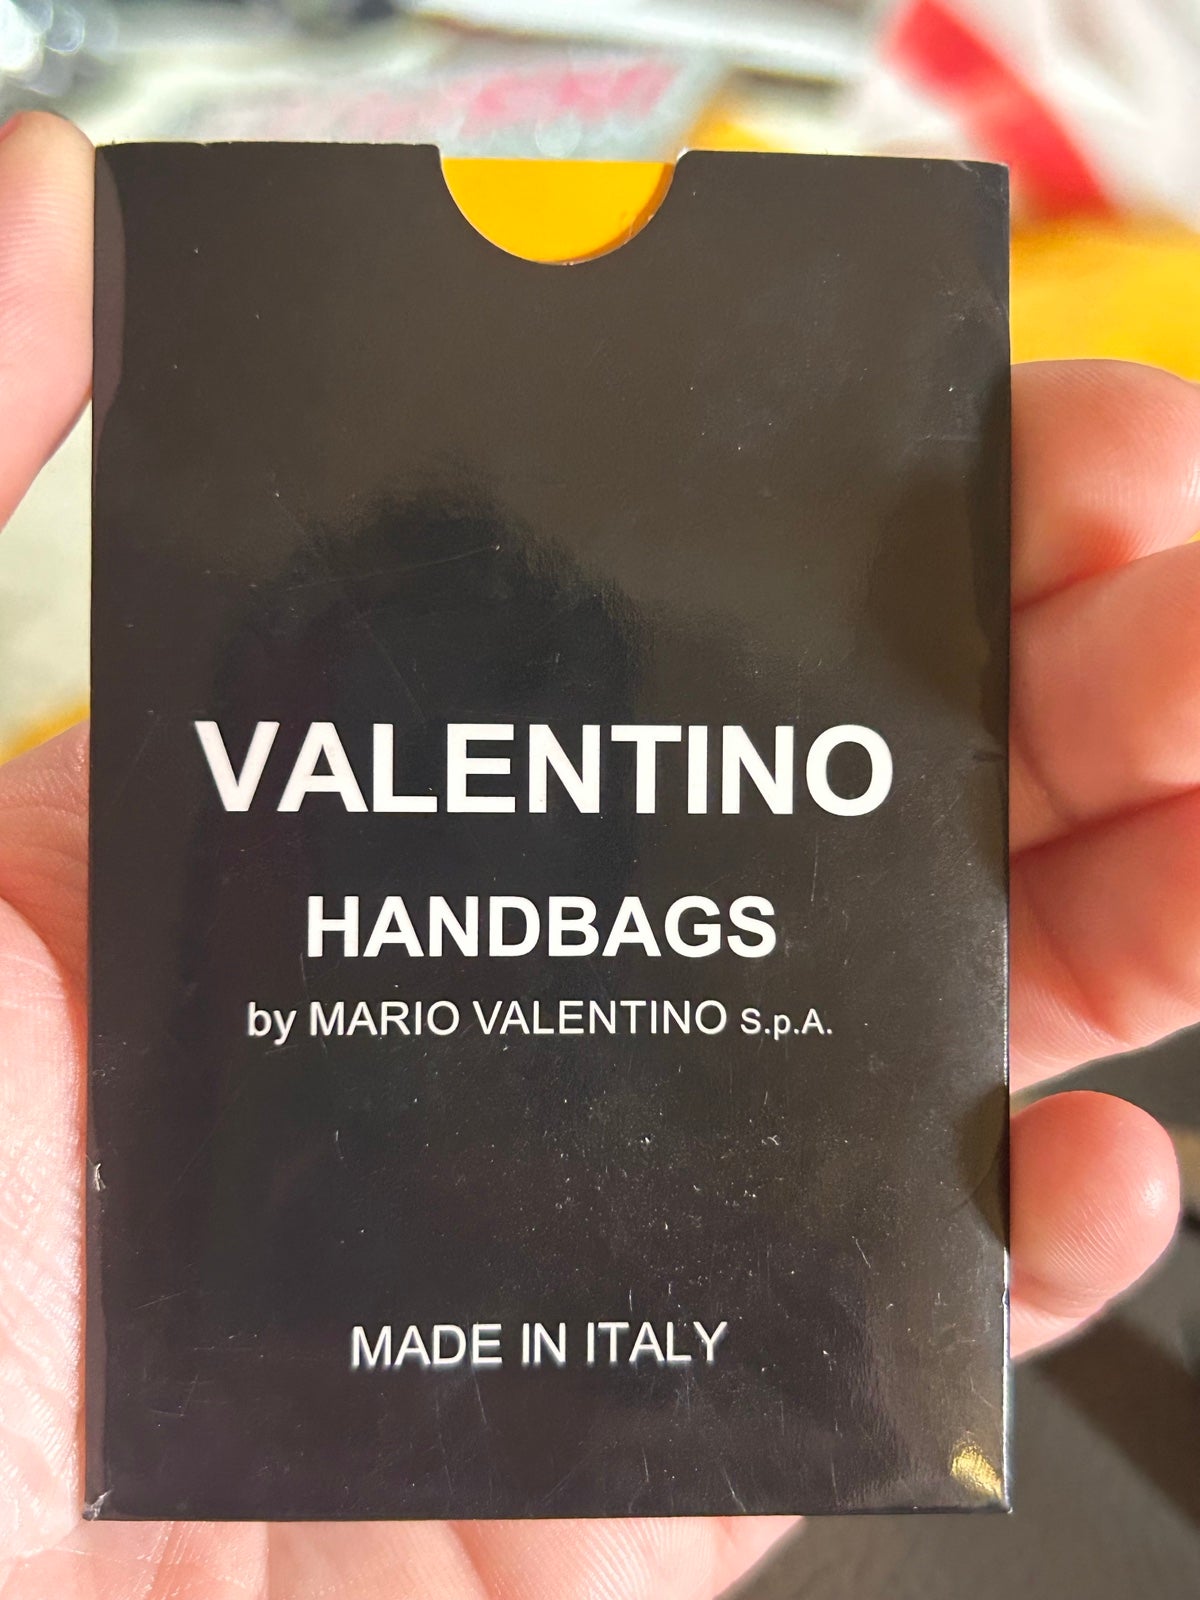 VALENTINO
HANDBAGS
by MARIO VALENTINO S.p.A.
MADE IN ITALY